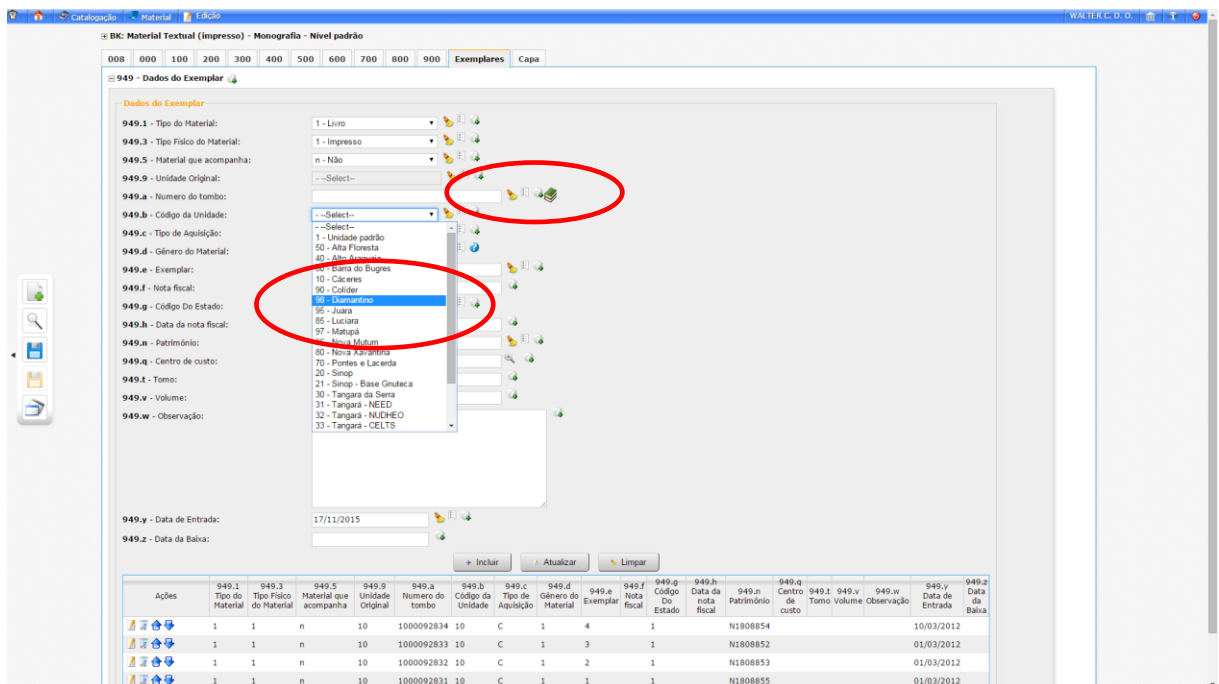 Catalogação Material Edição WALTER C. D. O.
BK: Material Textual (impresso) - Monografia - Nível padrão
008 000 100 200 300 400 500 600 700 800 900 Exemplares Capa
949 - Dados do Exemplar
Dados do Exemplar
949.1 - Tipo do Material: 1 - Livro
949.3 - Tipo Físico do Material: 1 - Impresso
949.5 - Material que acompanha: n - Não
949.9 - Unidade Original: - --Select--
949.a - Numero do tombo:
949.b - Código da Unidade: - --Select--
- --Select--
1 - Unidade padrão
50 - Alta Floresta
40 - Alto Araguaia
60 - Barra do Bugres
10 - Cáceres
90 - Colíder
98 - Diamantino
95 - Juara
85 - Luciara
97 - Matupá
Nova Mutum
80 - Nova Xavantina
70 - Pontes e Lacerda
20 - Sinop
21 - Sinop - Base Gnuteca
30 - Tangara da Serra
31 - Tangará - NEED
32 - Tangará - NUDHEO
33 - Tangará - CELTS
949.c - Tipo de Aquisição:
949.d - Gênero do Material:
949.e - Exemplar:
949.f - Nota fiscal:
949.g - Código Do Estado:
949.h - Data da nota fiscal:
949.n - Patrimônio:
949.q - Centro de custo:
949.t - Tomo:
949.v - Volume:
949.w - Observação:
949.y - Data de Entrada: 17/11/2015
949.z - Data da Baixa:
Incluir Atualizar Limpar
Ações 949.1 Tipo do Material 949.3 Tipo Físico do Material 949.5 Material que acompanha 949.9 Unidade Original 949.a Numero do tombo 949.b Código da Unidade 949.c Tipo de Aquisição 949.d Gênero do Material 949.e Exemplar 949.f Nota fiscal 949.g Código Do Estado 949.h Data da nota fiscal 949.n Patrimônio 949.q Centro de custo 949.t Tomo 949.v Volume 949.w Observação 949.y Data de Entrada 949.z Data da Baixa
1 1 n 10 1000092834 10 C 1 4 1 N1808854 10/03/2012
1 1 n 10 1000092833 10 C 1 3 1 N1808852 01/03/2012
1 1 n 10 1000092832 10 C 1 2 1 N1808853 01/03/2012
1 1 n 10 1000092831 10 C 1 1 1 N1808855 01/03/2012